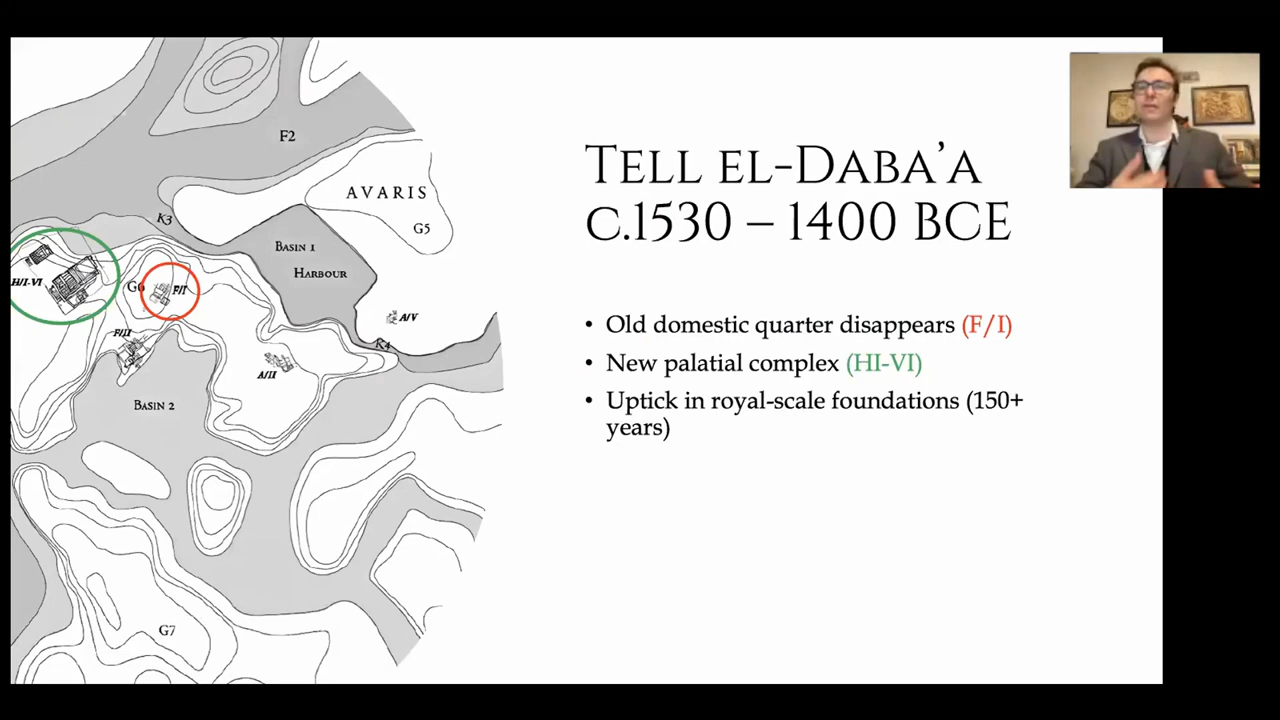 F2
AVARIS
K3
G5
BASIN 1
HARBOUR
H/I-VI
G6
F/I
A/V
F/II
K4
A/II
BASIN 2
G7
TELL EL-DABA’A
C.1530 – 1400 BCE
• Old domestic quarter disappears (F/I)
• New palatial complex (HI-VI)
• Uptick in royal-scale foundations (150+
years)